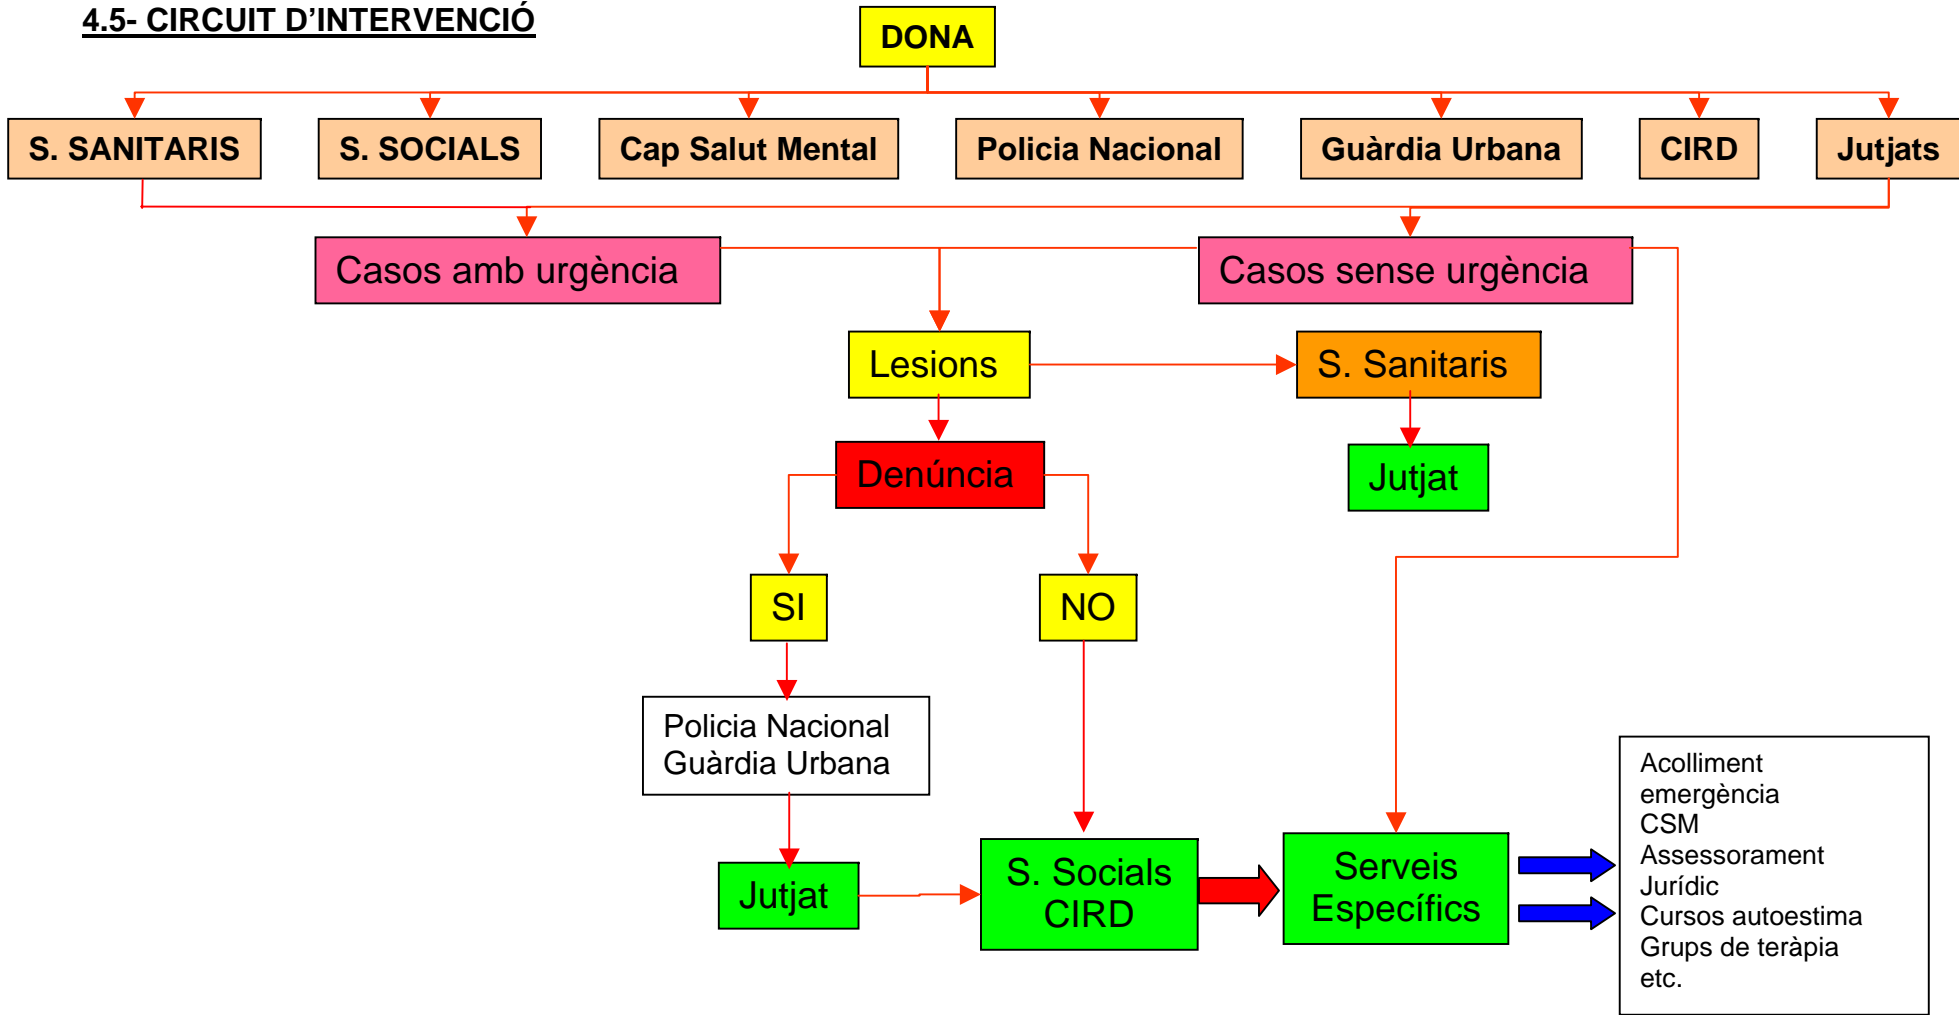 4.5- CIRCUIT D’INTERVENCIÓ
DONA
S. SANITARIS
S. SOCIALS
Cap Salut Mental
Policia Nacional
Guàrdia Urbana
CIRD
Jutjats
Casos amb urgència
Casos sense urgència
Lesions
S. Sanitaris
Denúncia
Jutjat
SI
NO
Policia Nacional
Guàrdia Urbana
Jutjat
S. Socials
CIRD
Serveis
Específics
Acolliment
emergència
CSM
Assessorament
Jurídic
Cursos autoestima
Grups de teràpia
etc.